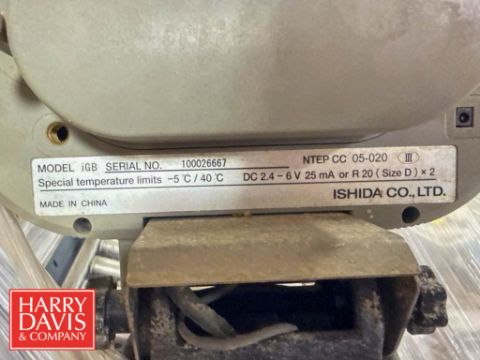 MODEL iGB SERIAL NO. 100026667 NTEP CC 05-020 III
Special temperature limits -5 ℃ / 40 ℃ DC 2.4 - 6 V 25 mA or R 20 ( Size D ) × 2
MADE IN CHINA ISHIDA CO., LTD.
HARRY
DAVIS
& COMPANY